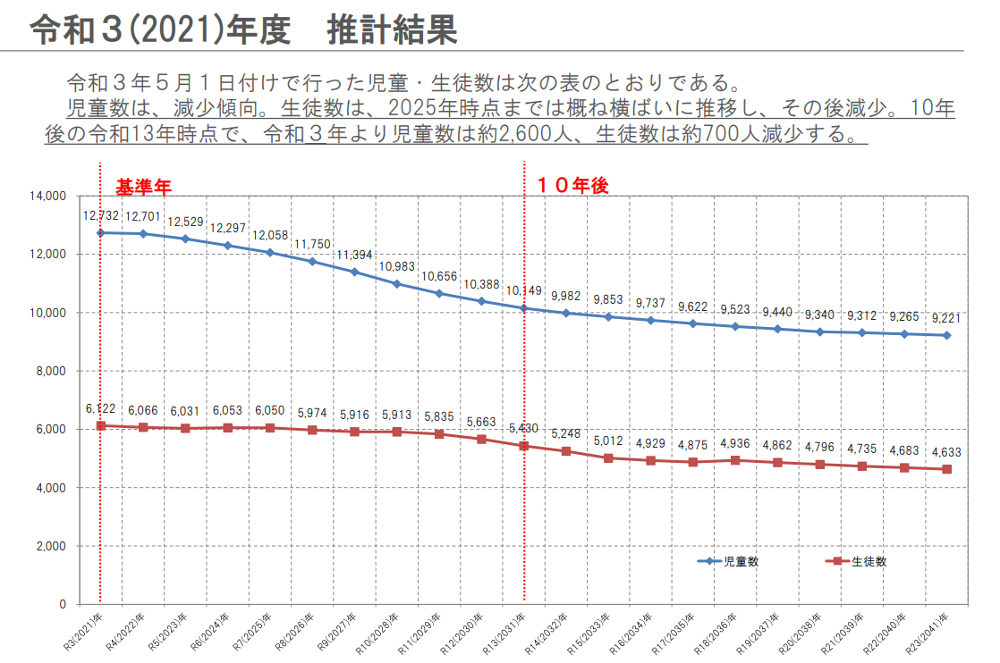 令和３(2021)年度　推計結果
令和３年５月１日付けで行った児童・生徒数は次の表のとおりである。
児童数は、減少傾向。生徒数は、2025年時点までは概ね横ばいに推移し、その後減少。10年
後の令和13年時点で、令和３年より児童数は約2,600人、生徒数は約700人減少する。
基準年
１０年後
14,000
12,000
10,000
8,000
6,000
4,000
2,000
0
12,732 12,701 12,529 12,297 12,058 11,750 11,394 10,983 10,656 10,388 10,149 9,982 9,853 9,737 9,622 9,523 9,440 9,340 9,312 9,265 9,221
6,122 6,066 6,031 6,053 6,050 5,974 5,916 5,913 5,835 5,663 5,430 5,248 5,012 4,929 4,875 4,936 4,862 4,796 4,735 4,683 4,633
児童数 生徒数
R3(2021)年 R4(2022)年 R5(2023)年 R6(2024)年 R7(2025)年 R8(2026)年 R9(2027)年 R10(2028)年 R11(2029)年 R12(2030)年 R13(2031)年 R14(2032)年 R15(2033)年 R16(2034)年 R17(2035)年 R18(2036)年 R19(2037)年 R20(2038)年 R21(2039)年 R22(2040)年 R23(2041)年